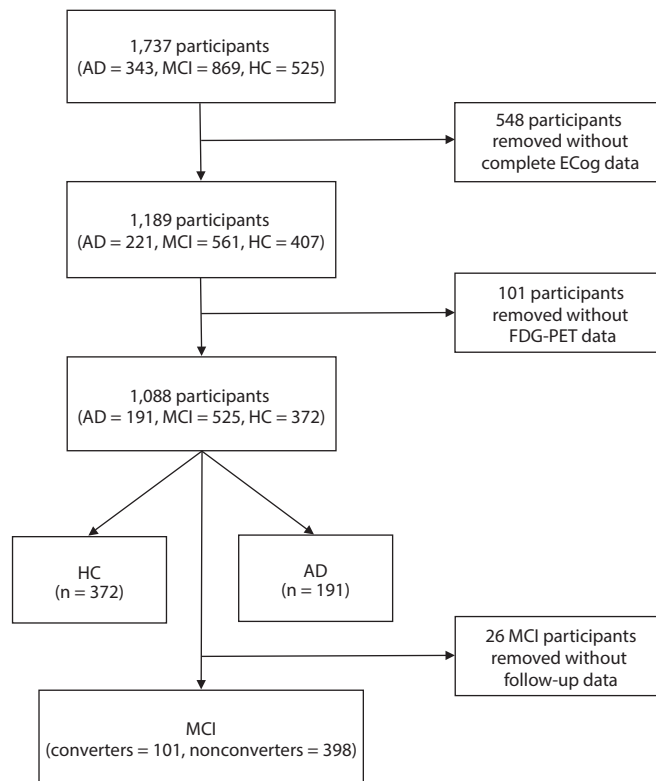 1,737 participants
(AD = 343, MCI = 869, HC = 525)
548 participants
removed without
complete ECog data
1,189 participants
(AD = 221, MCI = 561, HC = 407)
101 participants
removed without
FDG-PET data
1,088 participants
(AD = 191, MCI = 525, HC = 372)
HC
(n = 372)
AD
(n = 191)
26 MCI participants
removed without
follow-up data
MCI
(converters = 101, nonconverters = 398)